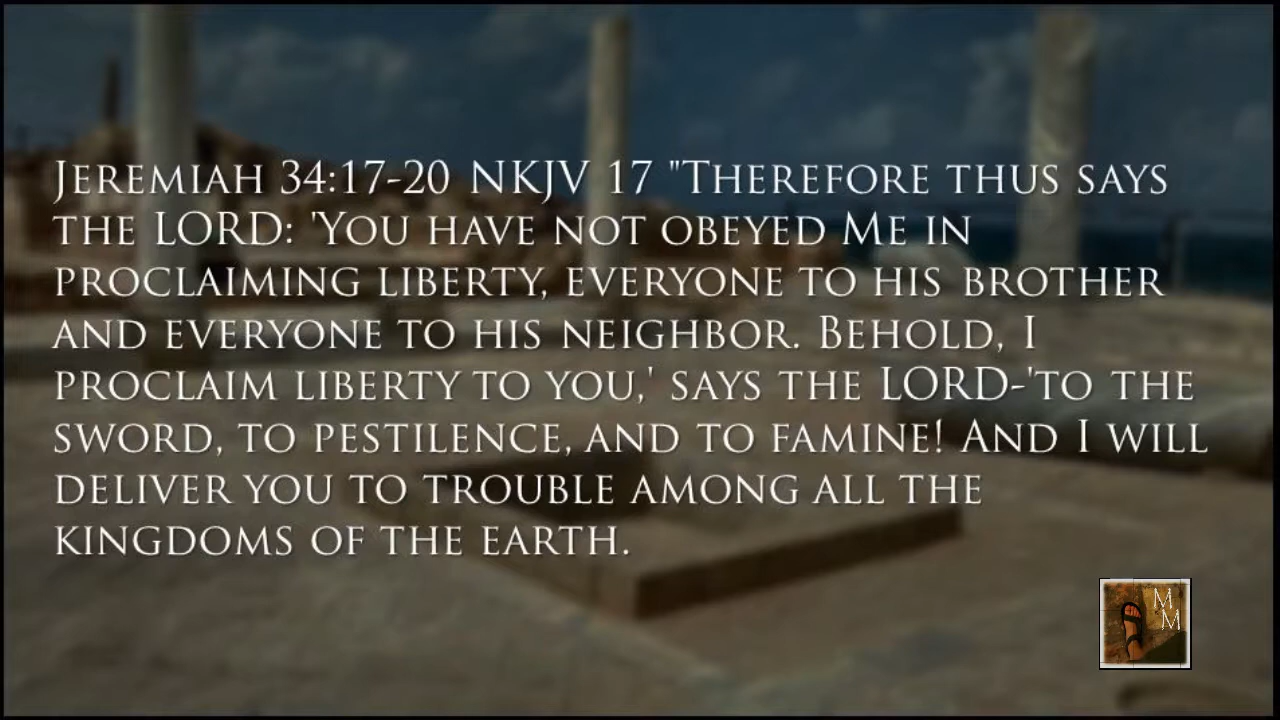 Jeremiah 34:17-20 NKJV 17 "Therefore thus says
the LORD: 'You have not obeyed Me in
proclaiming liberty, everyone to his brother
and everyone to his neighbor. Behold, I
proclaim liberty to you,' says the LORD-'to the
sword, to pestilence, and to famine! And I will
deliver you to trouble among all the
kingdoms of the earth.
M
M